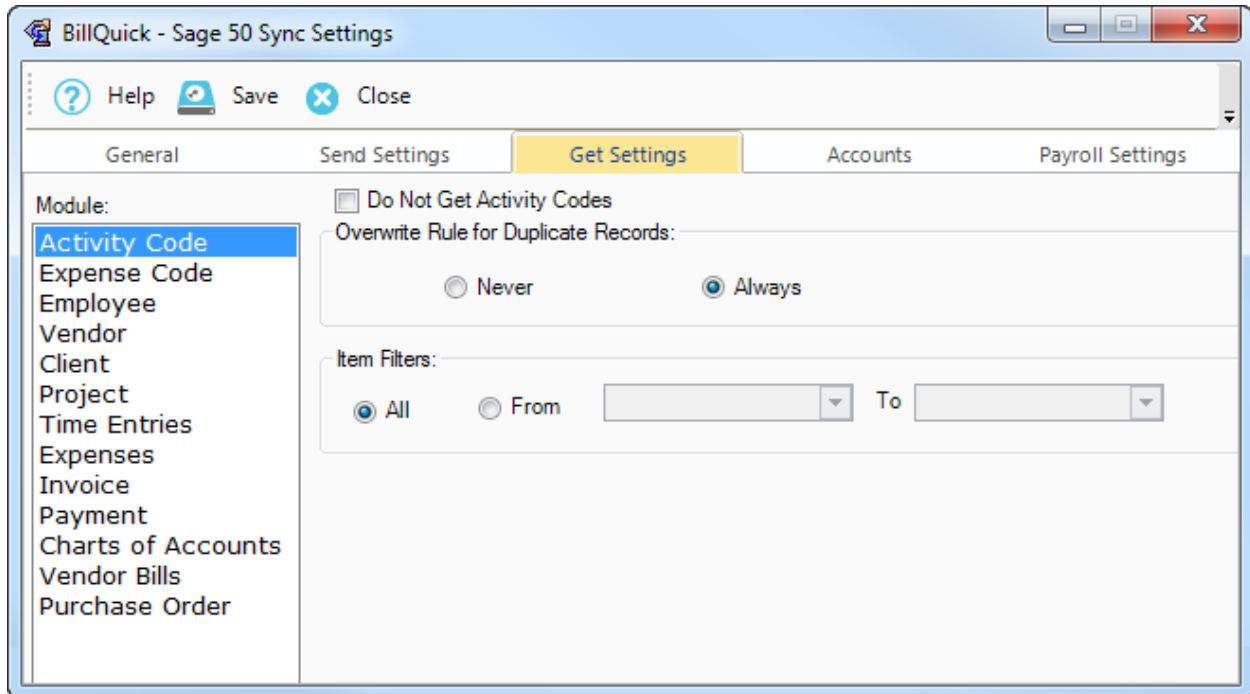 BillQuick - Sage 50 Sync Settings
Help Save Close
General Send Settings Get Settings Accounts Payroll Settings
Module:
Activity Code
Expense Code
Employee
Vendor
Client
Project
Time Entries
Expenses
Invoice
Payment
Charts of Accounts
Vendor Bills
Purchase Order
Do Not Get Activity Codes
Overwrite Rule for Duplicate Records:
Never Always
Item Filters:
All From To